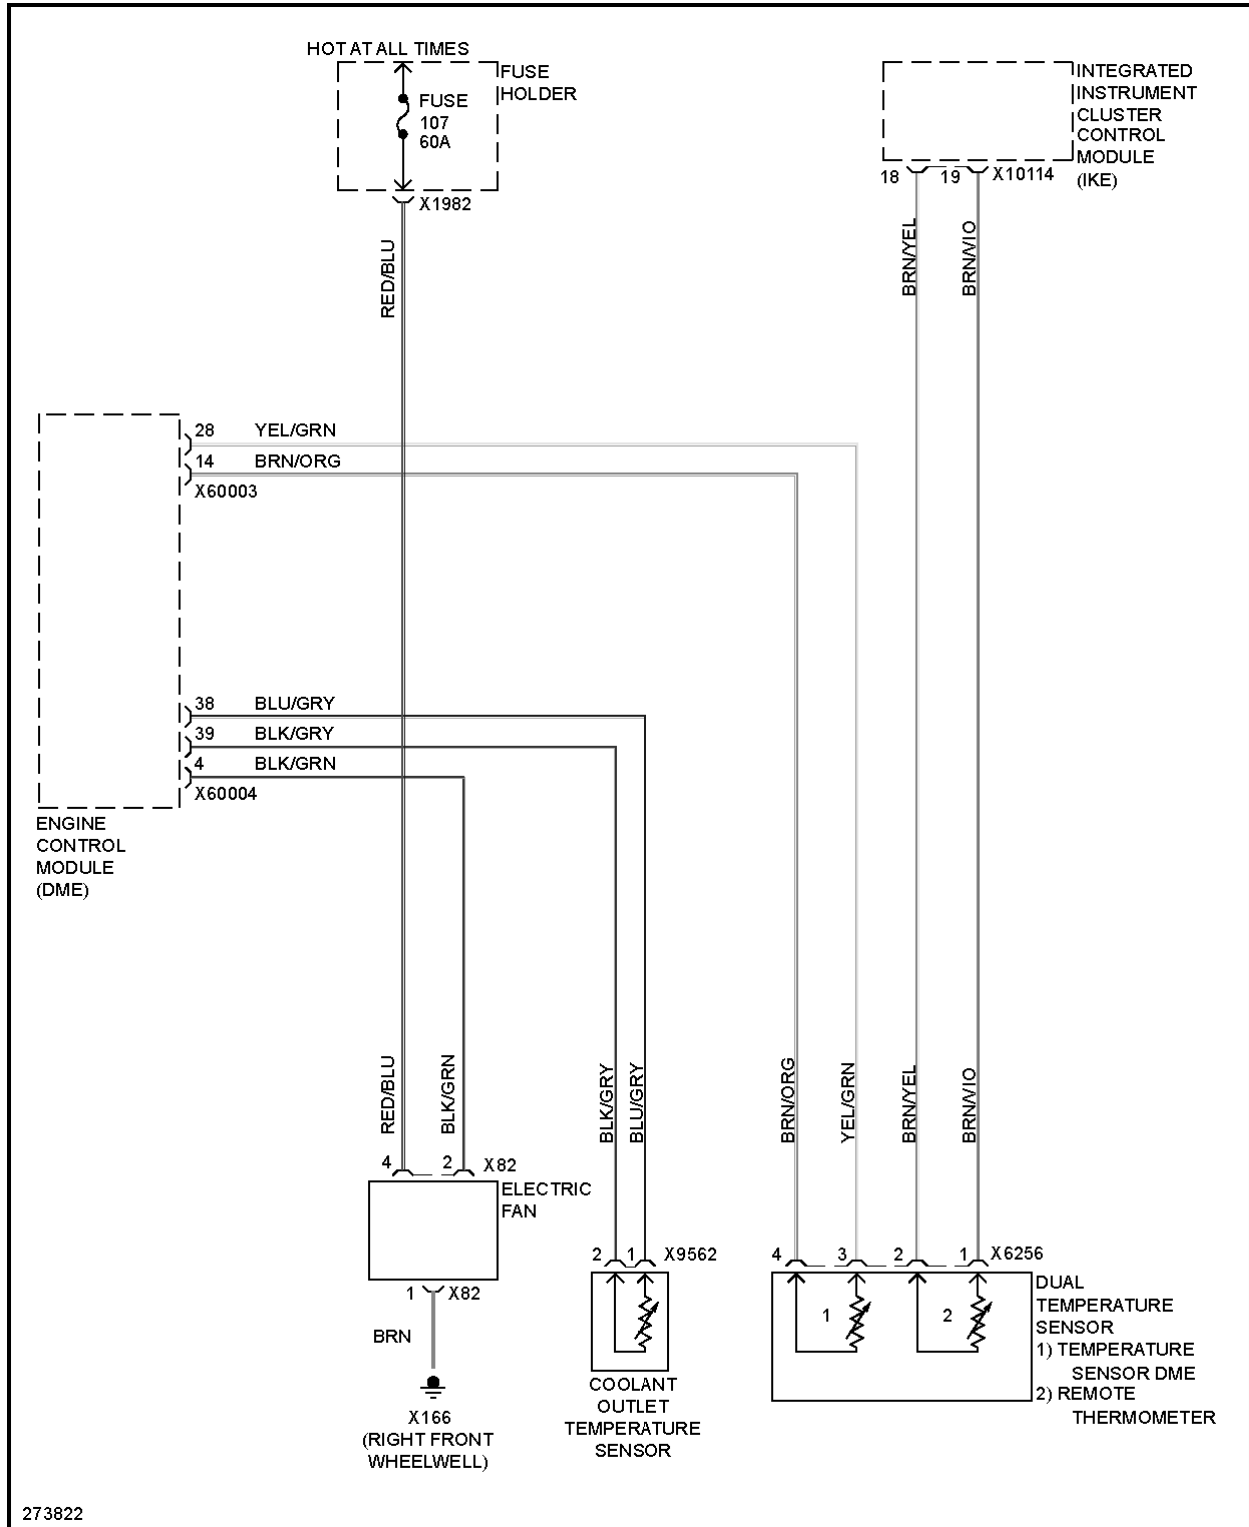 HOT AT ALL TIMES
FUSE
HOLDER
FUSE
107
60A
X1982
RED/BLU
INTEGRATED
INSTRUMENT
CLUSTER
CONTROL
MODULE
(IKE)
18
19
X10114
BRN/YEL
BRN/VIO
28
YEL/GRN
14
BRN/ORG
X60003
38
BLU/GRY
39
BLK/GRY
4
BLK/GRN
X60004
ENGINE
CONTROL
MODULE
(DME)
RED/BLU
BLK/GRN
BLK/GRY
BLU/GRY
BRN/ORG
YEL/GRN
BRN/YEL
BRN/VIO
4
2
X82
ELECTRIC
FAN
1
X82
BRN
X166
(RIGHT FRONT
WHEELWELL)
2
1
X9562
COOLANT
OUTLET
TEMPERATURE
SENSOR
4
3
2
1
X6256
1
2
DUAL
TEMPERATURE
SENSOR
1) TEMPERATURE
SENSOR DME
2) REMOTE
THERMOMETER
273822